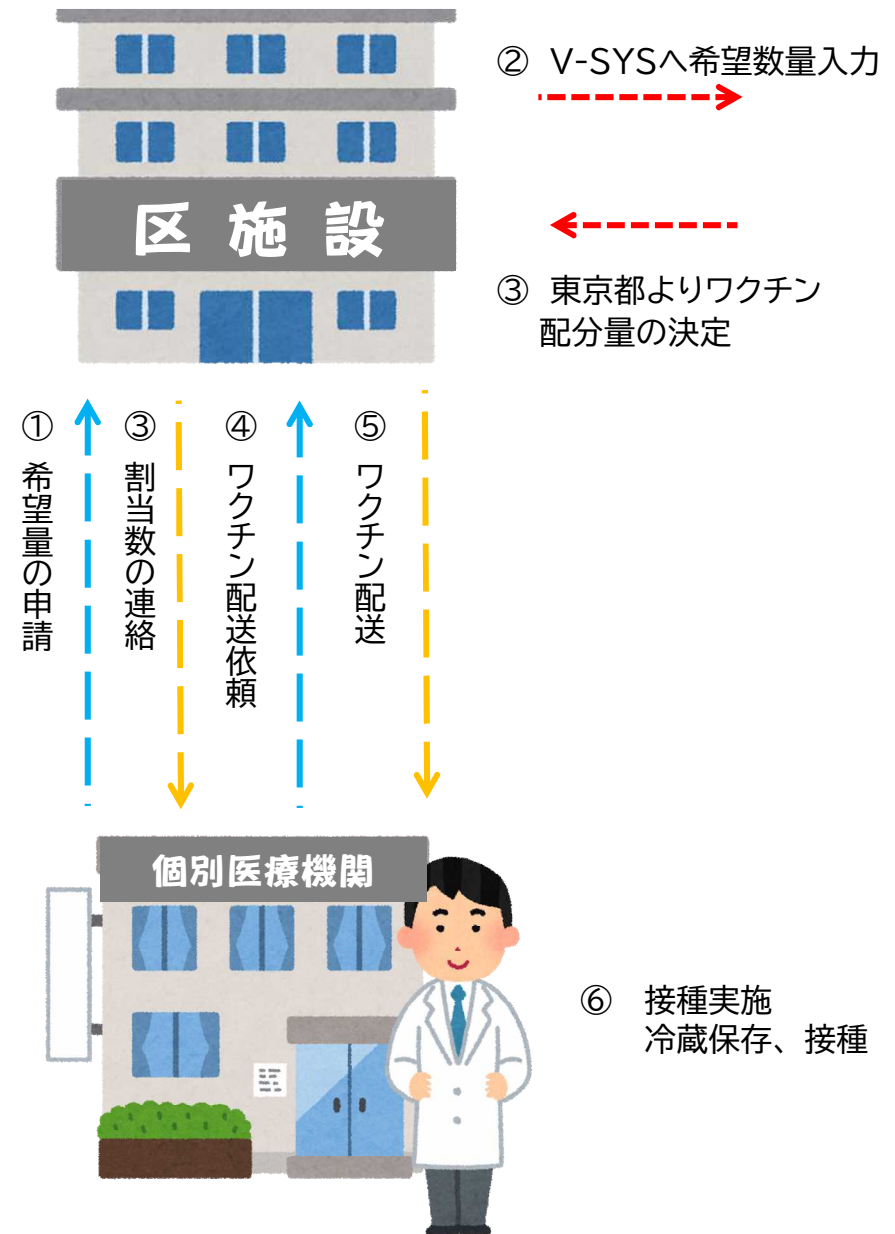 ② V-SYSへ希望数量入力
区施設
③ 東京都よりワクチン
配分量の決定
① 希望量の申請
③ 割当数の連絡
④ ワクチン配送依頼
⑤ ワクチン配送
個別医療機関
⑥ 接種実施
冷蔵保存、接種